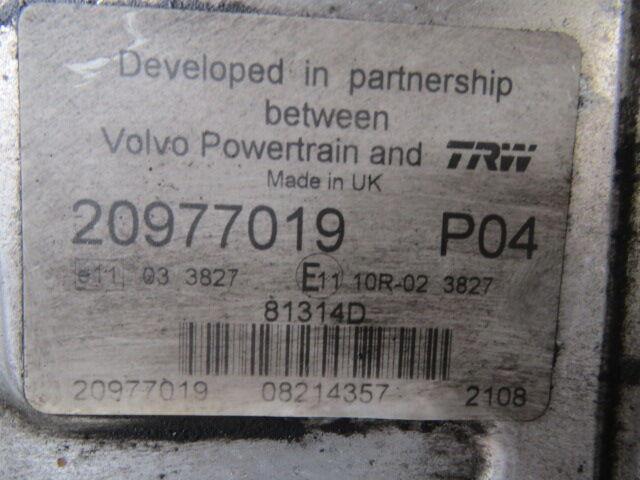 Developed in partnership
between
Volvo Powertrain and TRW
Made in UK
20977019 P04
e11 03 3827 E11 10R-02 3827
81314D
20977019 08214357 2108